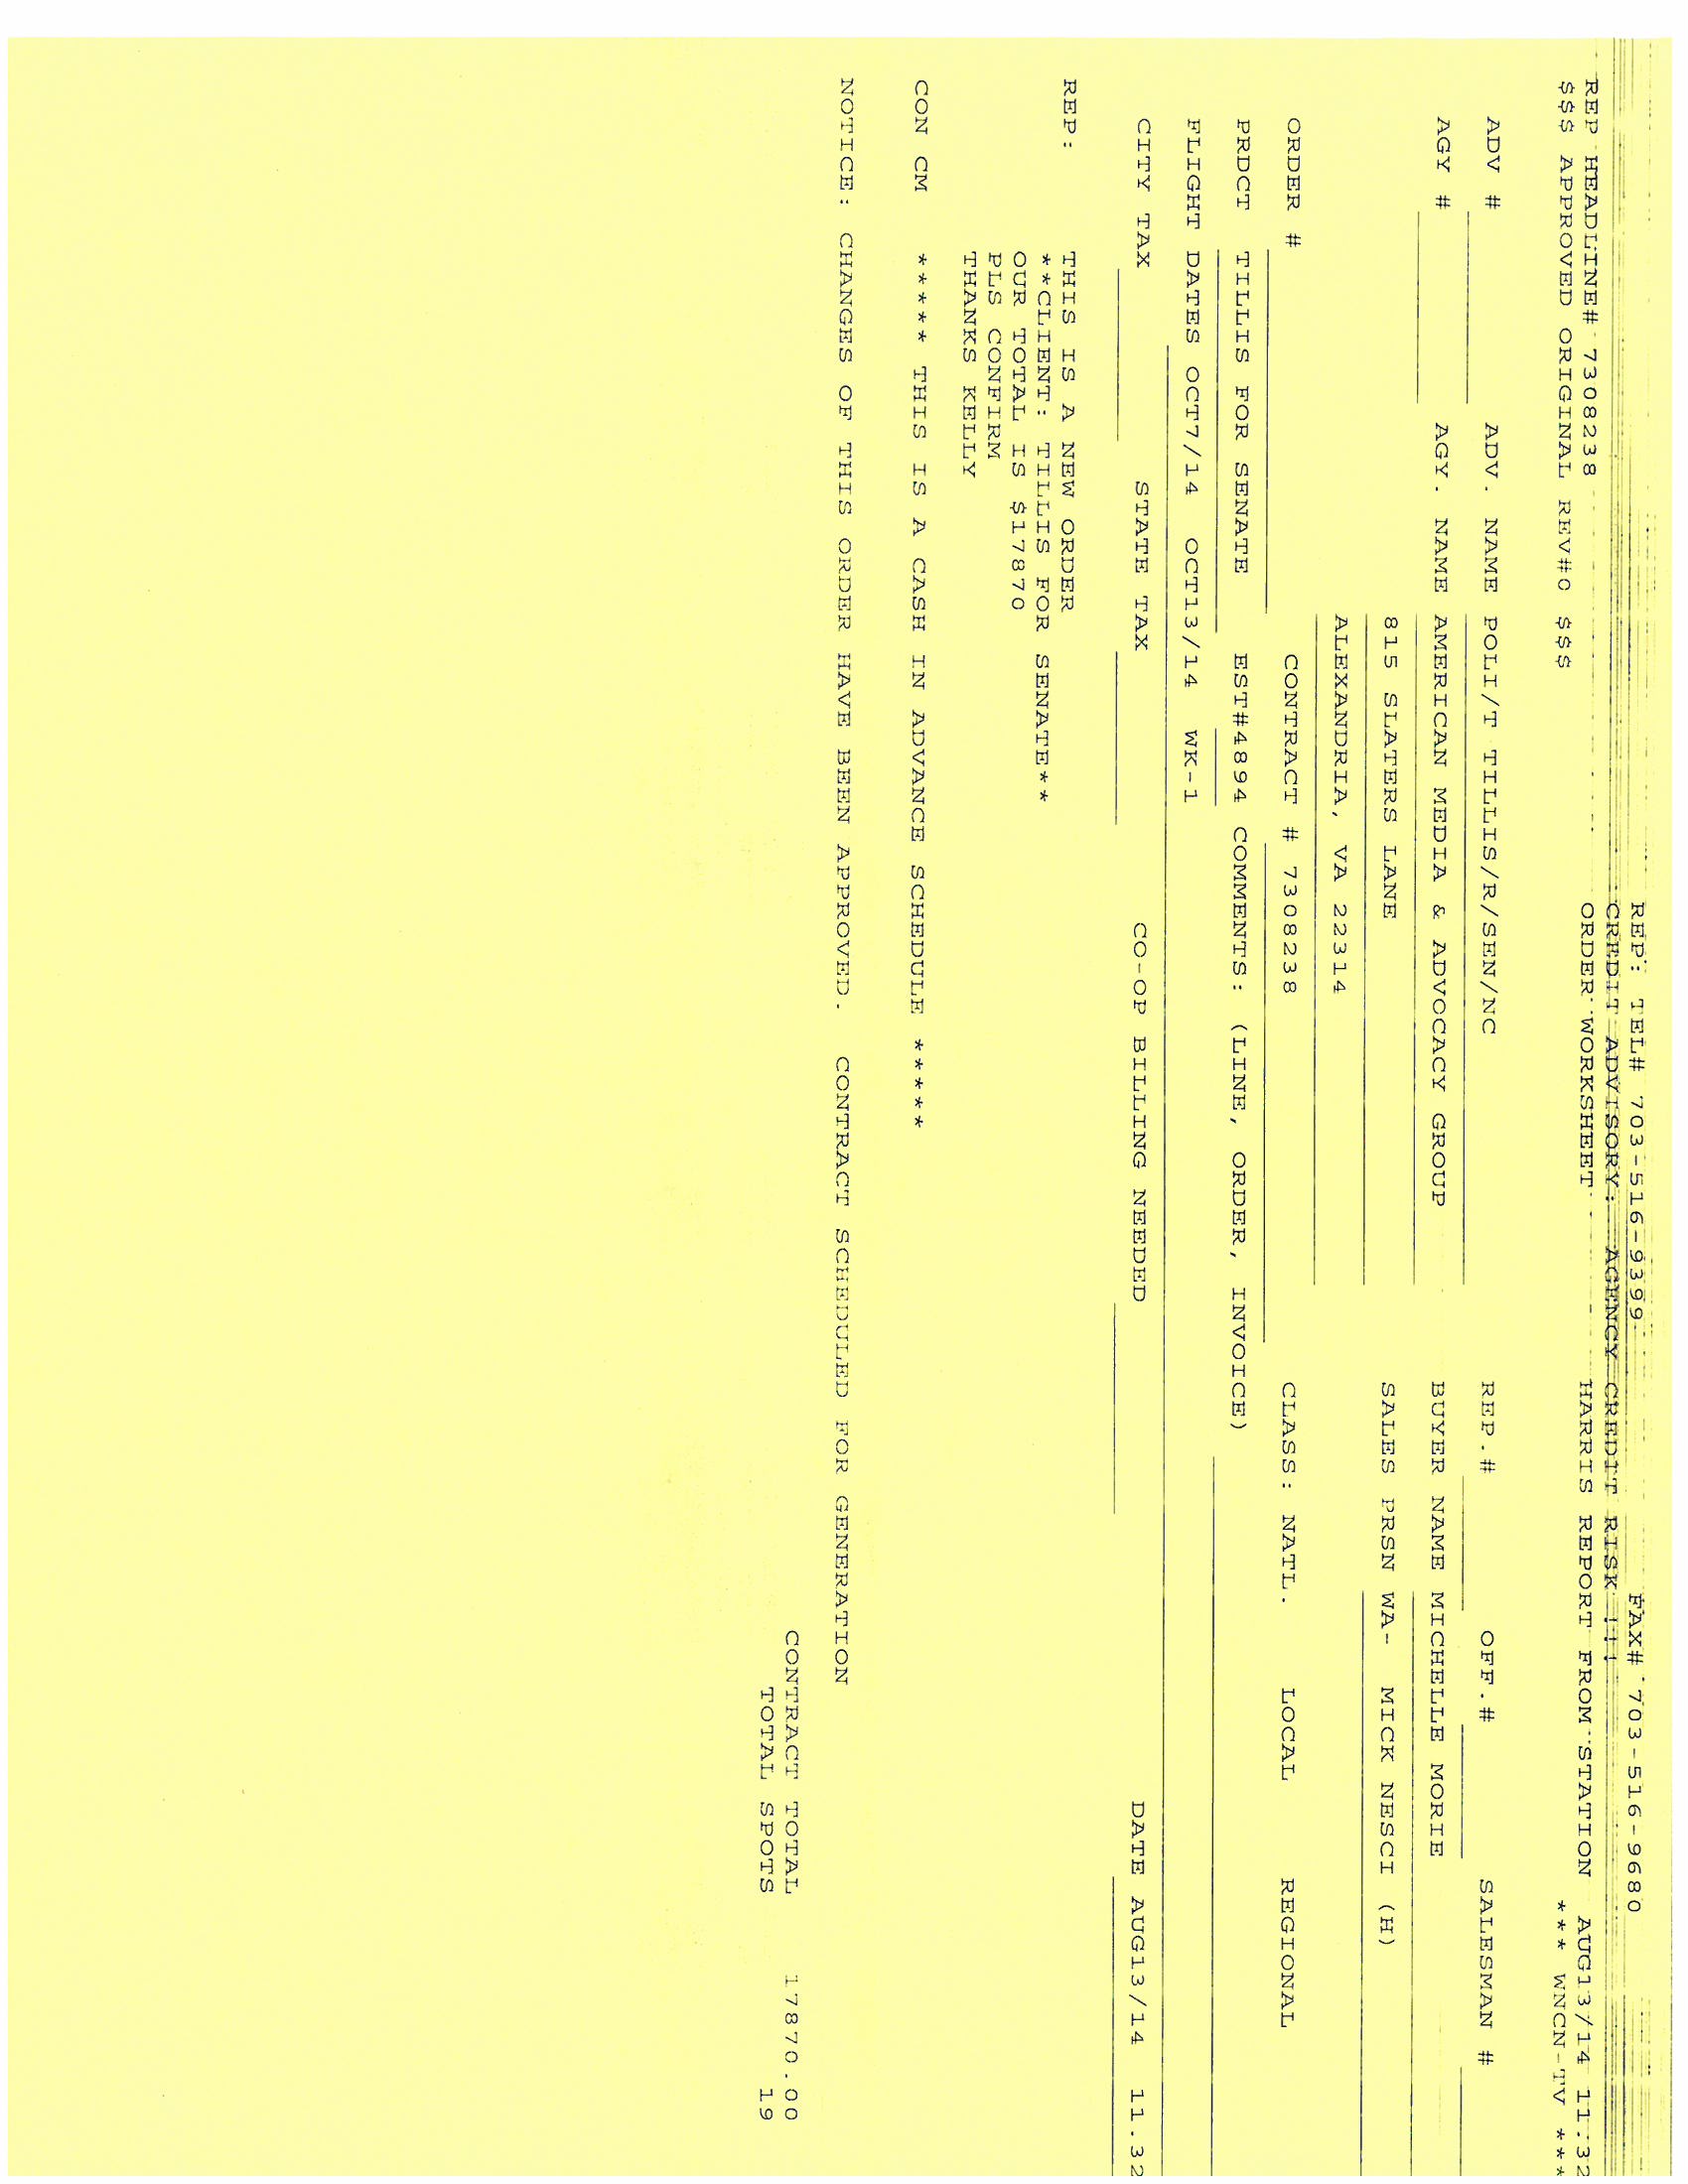 REP: TEL# 703-516-9399 FAX# 703-516-9680
CREDIT ADVISORY: AGENCY CREDIT RISK !!!
REP HEADLINE# 7308238 ORDER WORKSHEET HARRIS REPORT FROM STATION AUG13/14 11.32
$$$ APPROVED ORIGINAL REV#0 $$$ *** WNCN-TV ***
ADV # ADV. NAME POLI/T TILLIS/R/SEN/NC REP.# OFF.# SALESMAN #
AGY # AGY. NAME AMERICAN MEDIA & ADVOCACY GROUP BUYER NAME MICHELLE MORIE
815 SLATERS LANE SALES PRSN WA- MICK NESCI (H)
ALEXANDRIA, VA 22314
ORDER # CONTRACT # 7308238 CLASS: NATL. LOCAL REGIONAL
PRDCT TILLIS FOR SENATE EST#4894 COMMENTS: (LINE, ORDER, INVOICE)
FLIGHT DATES OCT7/14 OCT13/14 WK-1
CITY TAX STATE TAX CO-OP BILLING NEEDED DATE AUG13/14 11.32
REP: THIS IS A NEW ORDER
**CLIENT: TILLIS FOR SENATE**
OUR TOTAL IS $17870
PLS CONFIRM
THANKS KELLY
CON CM ***** THIS IS A CASH IN ADVANCE SCHEDULE *****
NOTICE: CHANGES OF THIS ORDER HAVE BEEN APPROVED. CONTRACT SCHEDULED FOR GENERATION
CONTRACT TOTAL 17870.00
TOTAL SPOTS 19